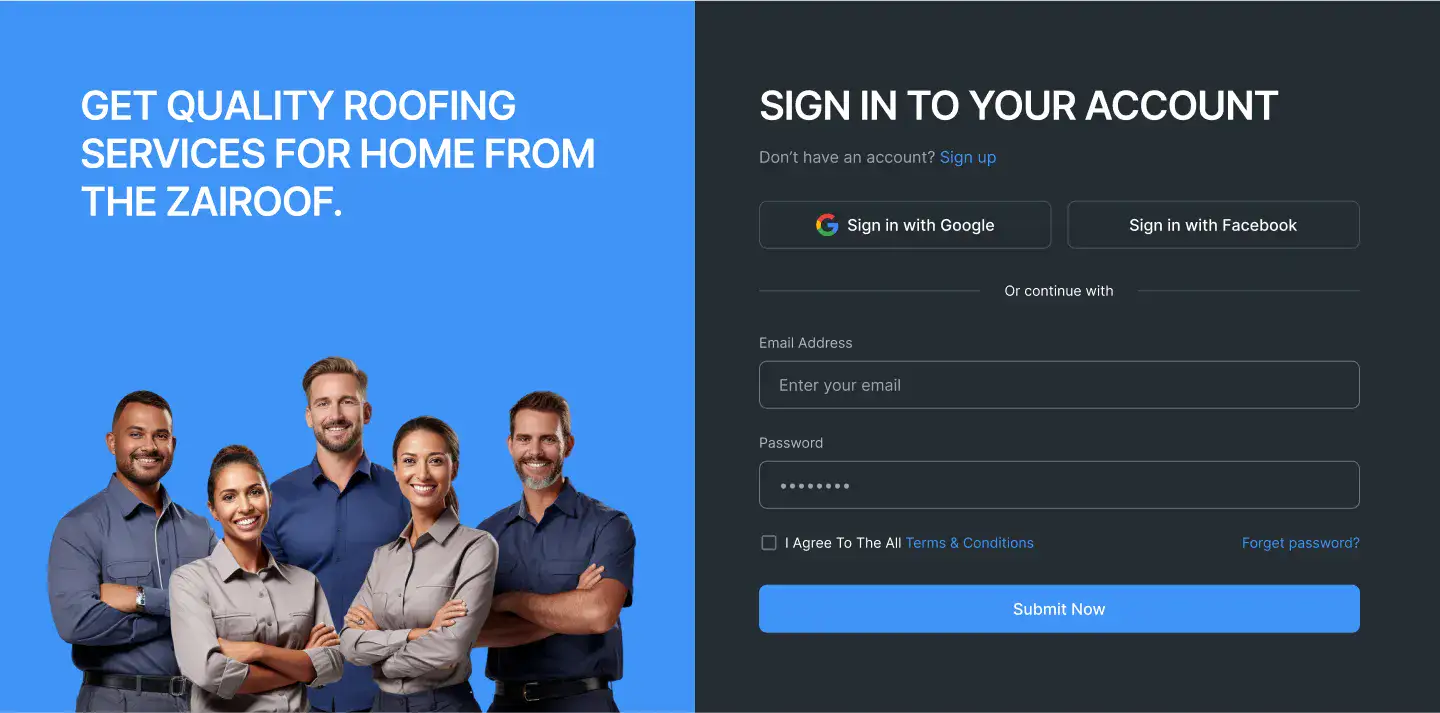 GET QUALITY ROOFING
SERVICES FOR HOME FROM
THE ZAIROOF.
SIGN IN TO YOUR ACCOUNT
Don’t have an account? Sign up
Sign in with Google
Sign in with Facebook
Or continue with
Email Address
Enter your email
Password
••••••••
I Agree To The All Terms & Conditions
Forget password?
Submit Now